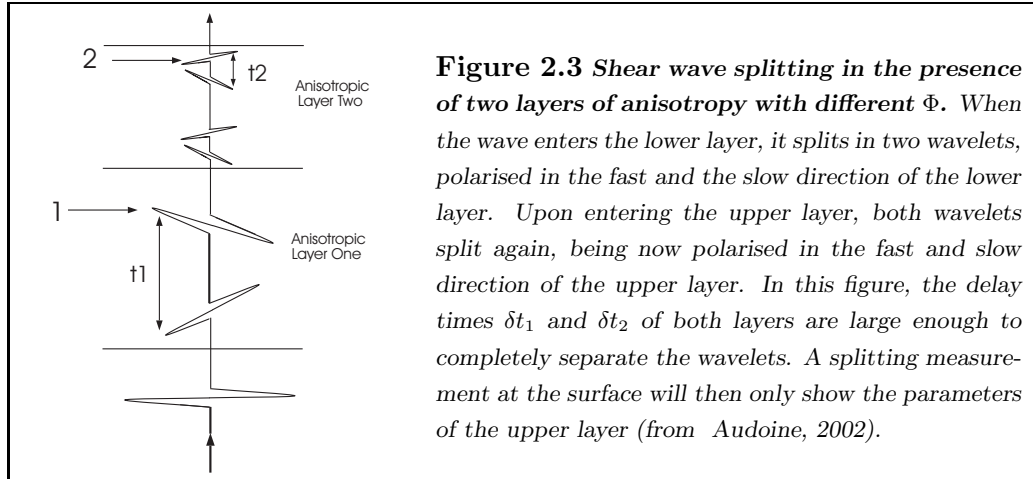 2
t2
Anisotropic
Layer Two
1
t1
Anisotropic
Layer One
Figure 2.3 Shear wave splitting in the presence
of two layers of anisotropy with different Φ. When
the wave enters the lower layer, it splits in two wavelets,
polarised in the fast and the slow direction of the lower
layer. Upon entering the upper layer, both wavelets
split again, being now polarised in the fast and slow
direction of the upper layer. In this figure, the delay
times δt₁ and δt₂ of both layers are large enough to
completely separate the wavelets. A splitting measure-
ment at the surface will then only show the parameters
of the upper layer (from Audoine, 2002).